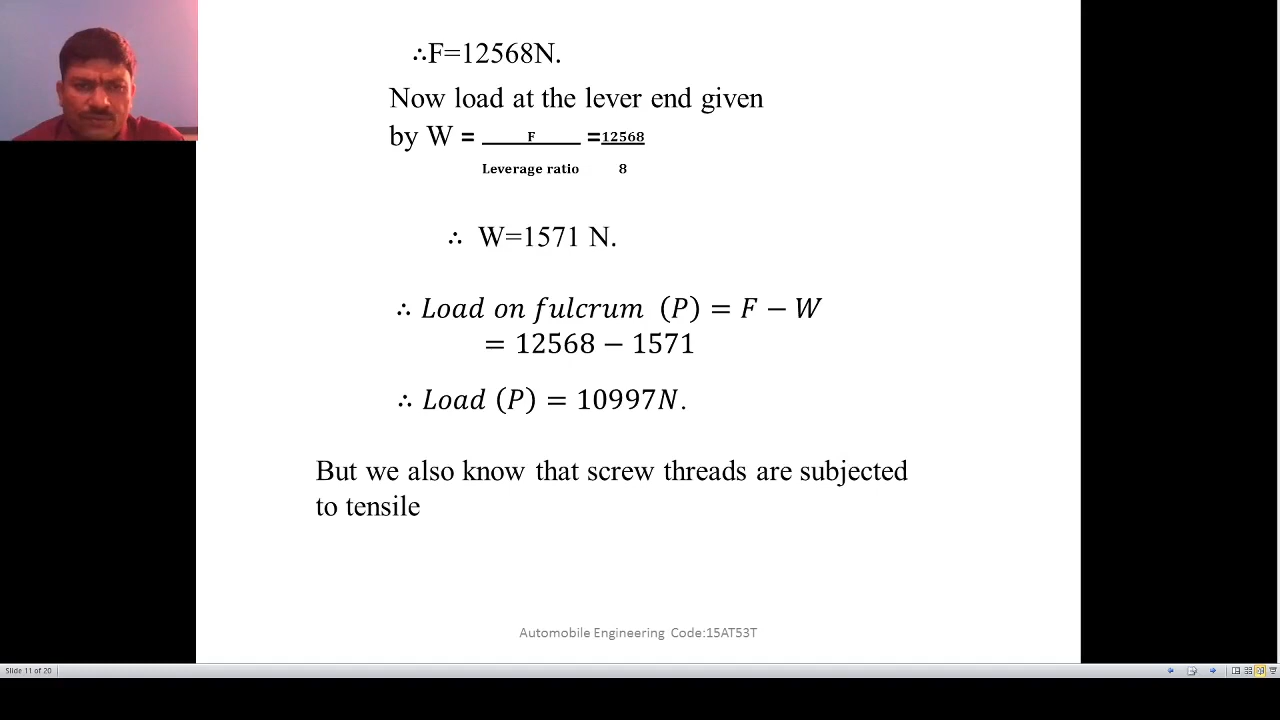 ∴F=12568N.
Now load at the lever end given
by W = F =12568
Leverage ratio 8
∴ W=1571 N.
∴ Load on fulcrum (P) = F − W
= 12568 − 1571
∴ Load (P) = 10997N.
But we also know that screw threads are subjected
to tensile
Automobile Engineering Code:15AT53T
Slide 11 of 20